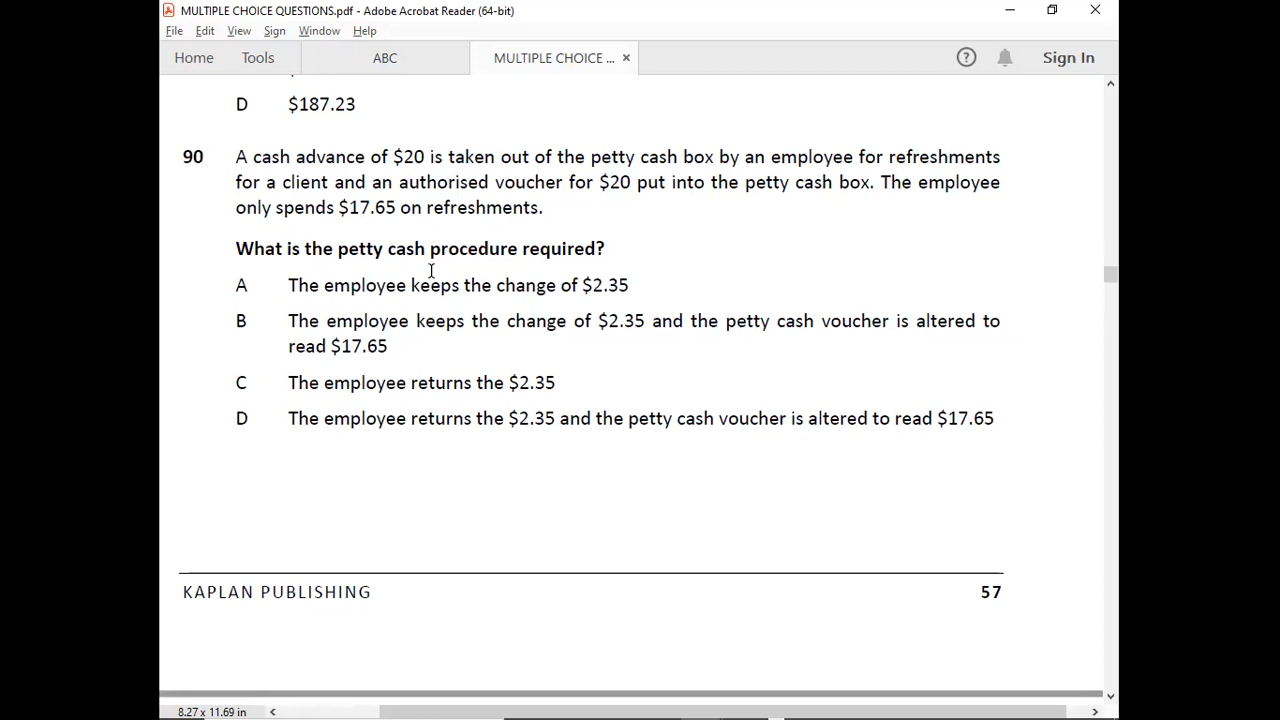 MULTIPLE CHOICE QUESTIONS.pdf - Adobe Acrobat Reader (64-bit)
File Edit View Sign Window Help
Home Tools ABC MULTIPLE CHOICE ... × Sign In
D $187.23
90 A cash advance of $20 is taken out of the petty cash box by an employee for refreshments
for a client and an authorised voucher for $20 put into the petty cash box. The employee
only spends $17.65 on refreshments.
What is the petty cash procedure required?
A The employee keeps the change of $2.35
B The employee keeps the change of $2.35 and the petty cash voucher is altered to
read $17.65
C The employee returns the $2.35
D The employee returns the $2.35 and the petty cash voucher is altered to read $17.65
KAPLAN PUBLISHING 57
8.27 x 11.69 in